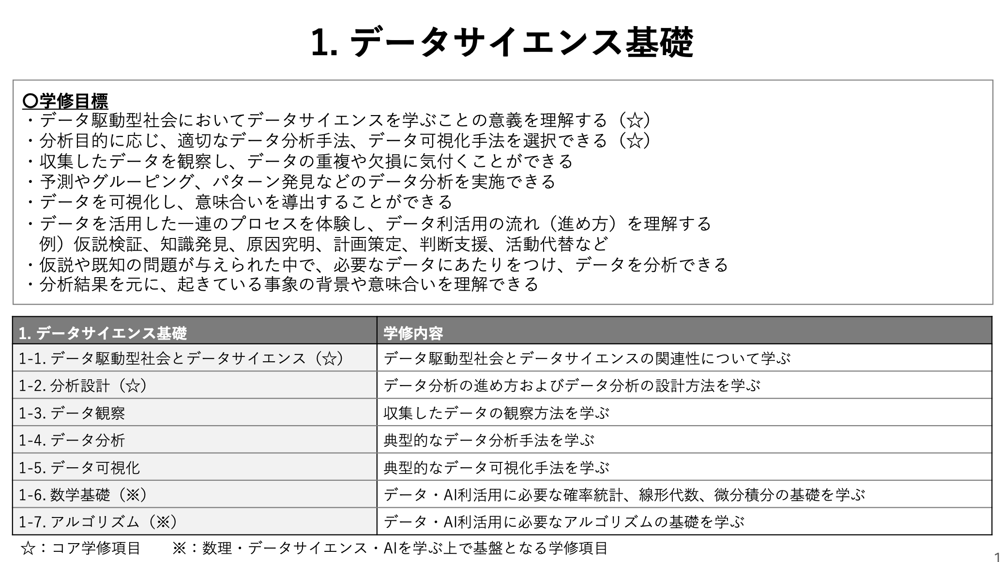 1. データサイエンス基礎
〇学修目標
・データ駆動型社会においてデータサイエンスを学ぶことの意義を理解する（☆）
・分析目的に応じ、適切なデータ分析手法、データ可視化手法を選択できる（☆）
・収集したデータを観察し、データの重複や欠損に気付くことができる
・予測やグルーピング、パターン発見などのデータ分析を実施できる
・データを可視化し、意味合いを導出することができる
・データを活用した一連のプロセスを体験し、データ利活用の流れ（進め方）を理解する
例）仮説検証、知識発見、原因究明、計画策定、判断支援、活動代替など
・仮説や既知の問題が与えられた中で、必要なデータにあたりをつけ、データを分析できる
・分析結果を元に、起きている事象の背景や意味合いを理解できる
1. データサイエンス基礎 学修内容
1-1. データ駆動型社会とデータサイエンス（☆） データ駆動型社会とデータサイエンスの関連性について学ぶ
1-2. 分析設計（☆） データ分析の進め方およびデータ分析の設計方法を学ぶ
1-3. データ観察 収集したデータの観察方法を学ぶ
1-4. データ分析 典型的なデータ分析手法を学ぶ
1-5. データ可視化 典型的なデータ可視化手法を学ぶ
1-6. 数学基礎（※） データ・AI利活用に必要な確率統計、線形代数、微分積分の基礎を学ぶ
1-7. アルゴリズム（※） データ・AI利活用に必要なアルゴリズムの基礎を学ぶ
☆：コア学修項目 ※：数理・データサイエンス・AIを学ぶ上で基盤となる学修項目